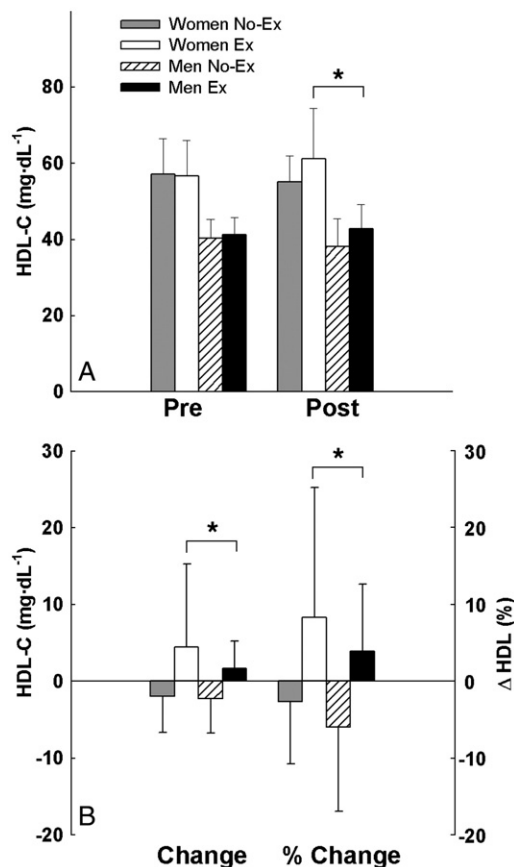 Women No-Ex
Women Ex
Men No-Ex
Men Ex
HDL-C (mg·dL⁻¹)
80
60
40
20
0
*
A
Pre Post
HDL-C (mg·dL⁻¹)
30
20
10
0
-10
-20
*
*
30
20
10
0
-10
-20
Δ HDL (%)
B
Change % Change